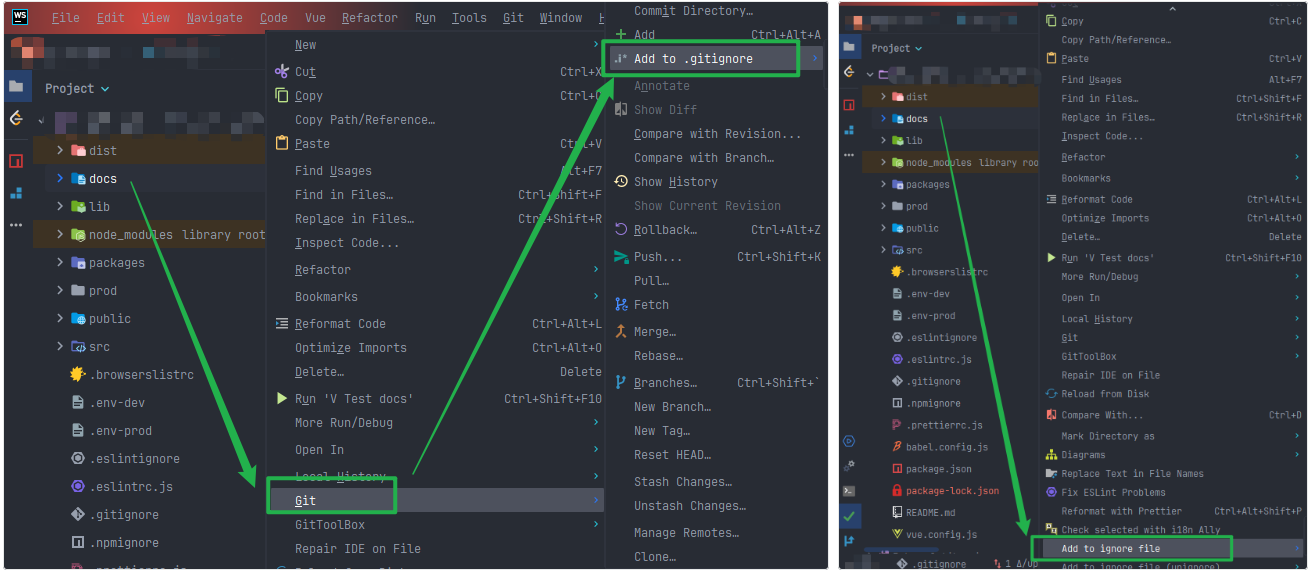 WS File Edit View Navigate Code Vue Refactor Run Tools Git Window H
Project
dist
docs
lib
node_modules library root
packages
prod
public
src
.browserslistrc
.env-dev
.env-prod
.eslintignore
.eslintrc.js
.gitignore
.npmignore
.prettierrc.js
New
Cut Ctrl+X
Copy Ctrl+C
Copy Path/Reference…
Paste Ctrl+V
Find Usages Alt+F7
Find in Files… Ctrl+Shift+F
Replace in Files… Ctrl+Shift+R
Inspect Code...
Refactor
Bookmarks
Reformat Code Ctrl+Alt+L
Optimize Imports Ctrl+Alt+O
Delete… Delete
Run 'V Test docs' Ctrl+Shift+F10
More Run/Debug
Open In
Local History
Git
GitToolBox
Repair IDE on File
Commit Directory…
Add Ctrl+Alt+A
Add to .gitignore
Annotate
Show Diff
Compare with Revision...
Compare with Branch…
Show History
Show Current Revision
Rollback… Ctrl+Alt+Z
Push... Ctrl+Shift+K
Pull…
Fetch
Merge…
Rebase…
Branches… Ctrl+Shift+`
New Branch…
New Tag…
Reset HEAD…
Stash Changes…
Unstash Changes…
Manage Remotes…
Clone…
Project
dist
docs
lib
node_modules library roo
packages
prod
public
src
.browserslistrc
.env-dev
.env-prod
.eslintignore
.eslintrc.js
.gitignore
.npmignore
.prettierrc.js
babel.config.js
package.json
package-lock.json
README.md
vue.config.js
.gitignore 1 Δ/up
Copy Ctrl+C
Copy Path/Reference…
Paste Ctrl+V
Find Usages Alt+F7
Find in Files… Ctrl+Shift+F
Replace in Files… Ctrl+Shift+R
Inspect Code...
Refactor
Bookmarks
Reformat Code Ctrl+Alt+L
Optimize Imports Ctrl+Alt+O
Delete… Delete
Run 'V Test docs' Ctrl+Shift+F10
More Run/Debug
Open In
Local History
Git
GitToolBox
Repair IDE on File
Reload from Disk
Compare With... Ctrl+D
Mark Directory as
Diagrams
Replace Text in File Names
Fix ESLint Problems
Reformat with Prettier Ctrl+Alt+Shift+P
Check selected with i18n Ally
Add to ignore file
Add to ignore file (unignore)